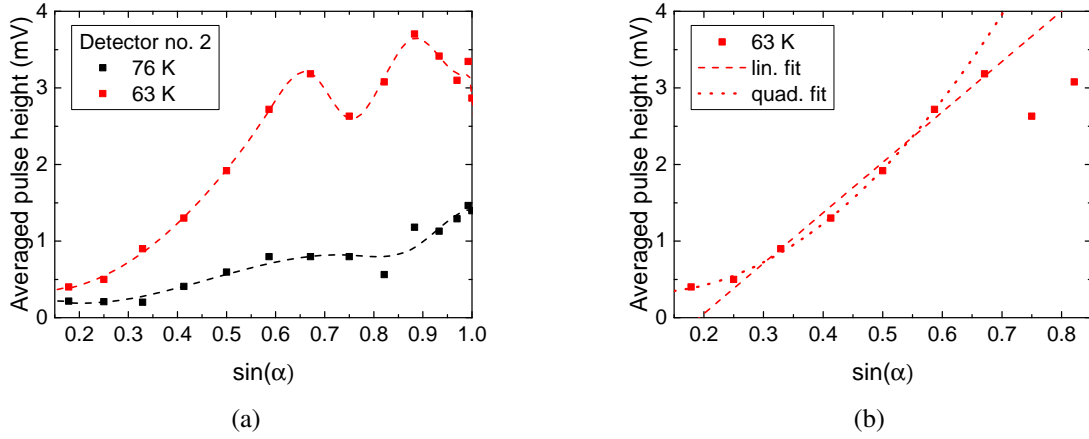 Averaged pulse height (mV)
4
3
2
1
0
Detector no. 2
76 K
63 K
0.2 0.3 0.4 0.5 0.6 0.7 0.8 0.9 1.0
sin(α)
(a)
Averaged pulse height (mV)
4
3
2
1
0
63 K
lin. fit
quad. fit
0.2 0.3 0.4 0.5 0.6 0.7 0.8
sin(α)
(b)